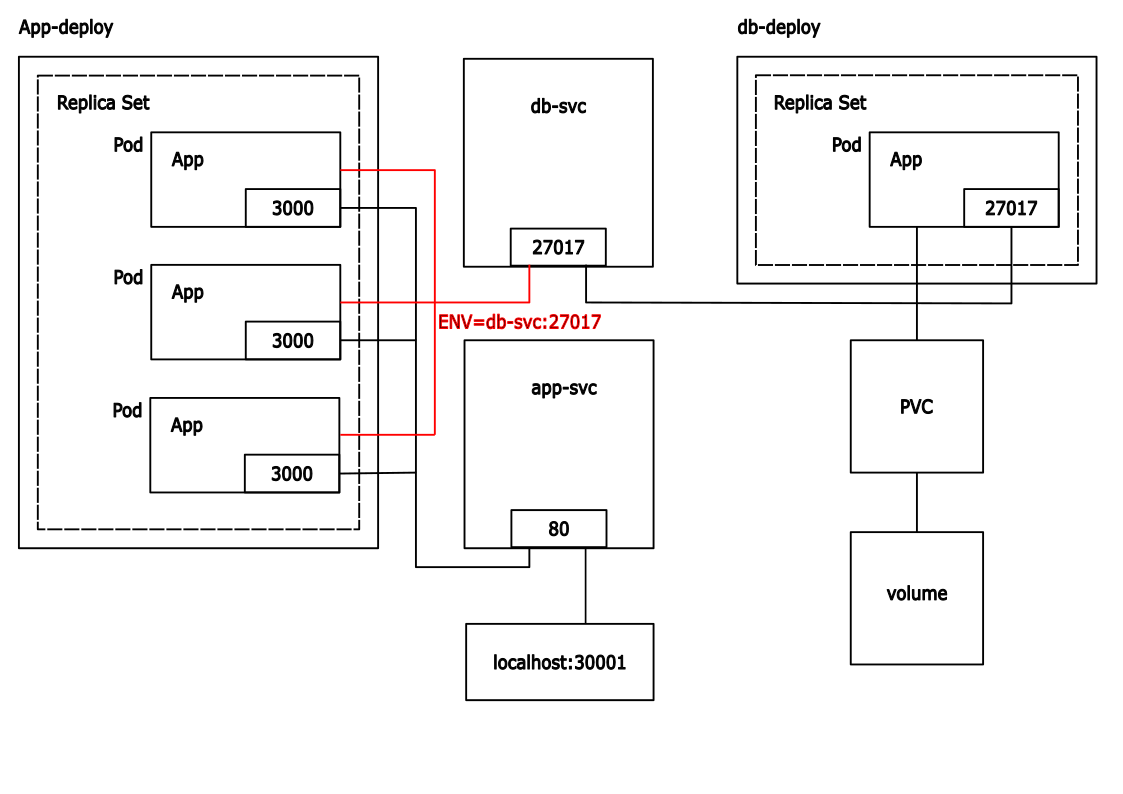 App-deploy
Replica Set
Pod
App
3000
Pod
App
3000
Pod
App
3000
db-svc
27017
ENV=db-svc:27017
app-svc
80
localhost:30001
db-deploy
Replica Set
Pod
App
27017
PVC
volume